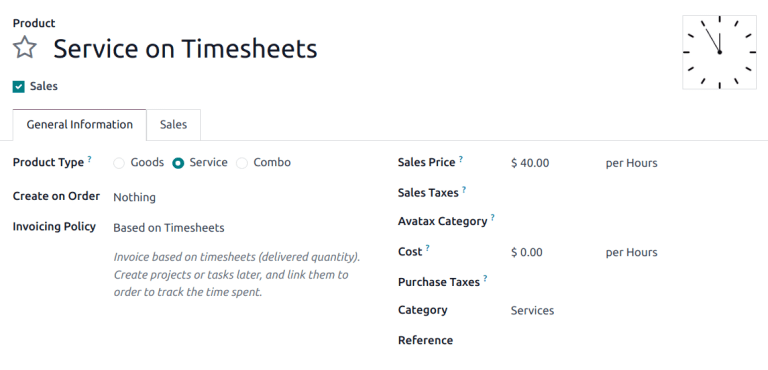 Product
Service on Timesheets
Sales
General Information
Sales
Product Type ?
Goods
Service
Combo
Create on Order
Nothing
Invoicing Policy
Based on Timesheets
Invoice based on timesheets (delivered quantity).
Create projects or tasks later, and link them to
order to track the time spent.
Sales Price ?
$ 40.00
per Hours
Sales Taxes ?
Avatax Category ?
Cost ?
$ 0.00
per Hours
Purchase Taxes ?
Category
Services
Reference